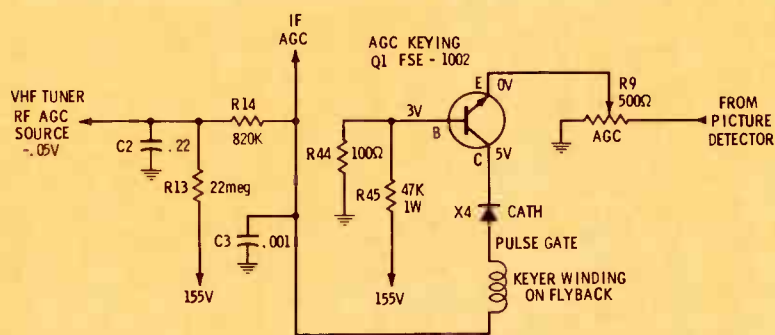 IF
AGC
AGC KEYING
Q1 FSE - 1002
VHF TUNER
RF AGC
SOURCE
-.05V
R14
820K
C2
.22
R13
22meg
C3
.001
155V
3V
B
E
0V
C
5V
R44
100Ω
R45
47K
1W
155V
X4
CATH
PULSE GATE
KEYER WINDING
ON FLYBACK
R9
500Ω
AGC
FROM
PICTURE
DETECTOR